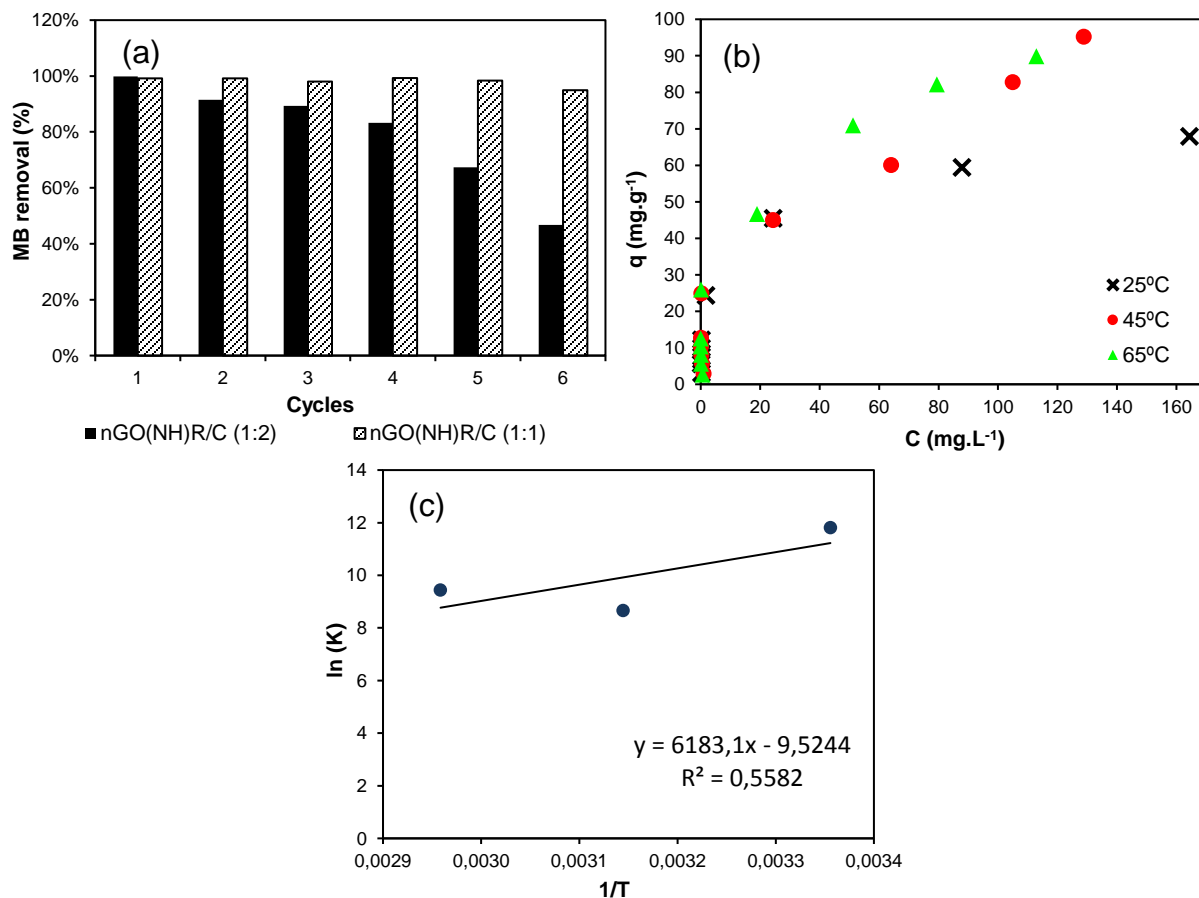 (a)
MB removal (%)
120%
100%
80%
60%
40%
20%
0%
1 2 3 4 5 6
Cycles
nGO(NH)R/C (1:2) nGO(NH)R/C (1:1)
(b)
q (mg.g⁻¹)
100
90
80
70
60
50
40
30
20
10
0
0 20 40 60 80 100 120 140 160
C (mg.L⁻¹)
25ºC
45ºC
65ºC
(c)
ln (K)
14
12
10
8
6
4
2
0
y = 6183,1x - 9,5244
R² = 0,5582
0,0029 0,0030 0,0031 0,0032 0,0033 0,0034
1/T